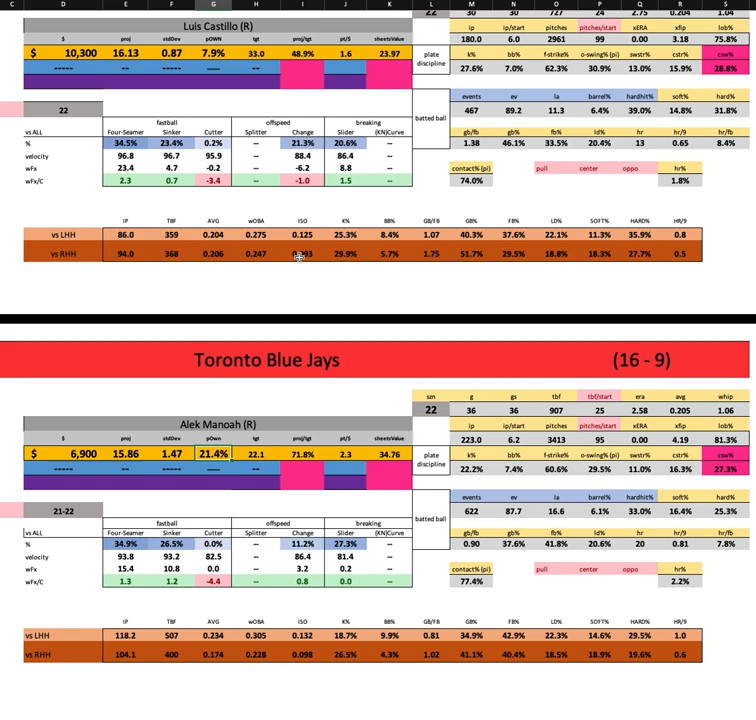 C D E F G H I J K L M N O P Q R S
22 30 30 727 24 2.75 0.204 1.04
Luis Castillo (R)
ip ip/start pitches pitches/start xERA xfip lob%
180.0 6.0 2961 99 0.00 3.18 75.8%
$ proj stdDev pOWN tgt proj/tgt pt/$ sheetsValue
$ 10,300 16.13 0.87 7.9% 33.0 48.9% 1.6 23.97
plate discipline
k% bb% f-strike% o-swing% (pi) swstr% cstr% csw%
27.6% 7.0% 62.3% 30.9% 13.0% 15.9% 28.8%
----- -- ---- --
events ev la barrel% hardhit% soft% hard%
467 89.2 11.3 6.4% 39.0% 14.8% 31.8%
22
batted ball
fastball offspeed breaking
vs ALL Four-Seamer Sinker Cutter Splitter Change Slider (KN)Curve
gb/fb gb% fb% ld% hr hr/9 hr/fb
% 34.5% 23.4% 0.2% -- 21.3% 20.6% --
1.38 46.1% 33.5% 20.4% 13 0.65 8.4%
velocity 96.8 96.7 95.9 -- 88.4 86.4 --
wFx 23.4 4.7 -0.2 -- -6.2 8.8 --
contact% (pi) pull center oppo hr%
wFx/C 2.3 0.7 -3.4 -- -1.0 1.5 --
74.0% 1.8%
IP TBF AVG wOBA ISO K% BB% GB/FB GB% FB% LD% SOFT% HARD% HR/9
vs LHH 86.0 359 0.204 0.275 0.125 25.3% 8.4% 1.07 40.3% 37.6% 22.1% 11.3% 35.9% 0.8
vs RHH 94.0 368 0.206 0.247 29.9% 5.7% 1.75 51.7% 29.5% 18.8% 18.3% 27.7% 0.5
Toronto Blue Jays (16 - 9)
szn g gs tbf tbf/start era avg whip
22 36 36 907 25 2.58 0.205 1.06
Alek Manoah (R)
ip ip/start pitches pitches/start xERA xfip lob%
$ proj stdDev pOwn tgt proj/tgt pt/$ sheetsValue
223.0 6.2 3413 95 0.00 4.19 81.3%
$ 6,900 15.86 1.47 21.4% 22.1 71.8% 2.3 34.76
plate discipline
k% bb% f-strike% o-swing% (pi) swstr% cstr% csw%
22.2% 7.4% 60.6% 29.5% 11.0% 16.3% 27.3%
----- -- ---- --
events ev la barrel% hardhit% soft% hard%
21-22
622 87.7 16.6 6.1% 33.0% 16.4% 25.3%
batted ball
fastball offspeed breaking
vs ALL Four-Seamer Sinker Cutter Splitter Change Slider (KN)Curve
gb/fb gb% fb% ld% hr hr/9 hr/fb
% 34.9% 26.5% 0.0% -- 11.2% 27.3% --
0.90 37.6% 41.8% 20.6% 20 0.81 7.8%
velocity 93.8 93.2 82.5 -- 86.4 81.4 --
wFx 15.4 10.8 0.0 -- 3.2 0.2 --
contact% (pi) pull center oppo hr%
wFx/C 1.3 1.2 -4.4 -- 0.8 0.0 --
77.4% 2.2%
IP TBF AVG wOBA ISO K% BB% GB/FB GB% FB% LD% SOFT% HARD% HR/9
vs LHH 118.2 507 0.234 0.305 0.132 18.7% 9.9% 0.81 34.9% 42.9% 22.3% 14.6% 29.5% 1.0
vs RHH 104.1 400 0.174 0.228 0.098 26.5% 4.3% 1.02 41.1% 40.4% 18.5% 18.9% 19.6% 0.6